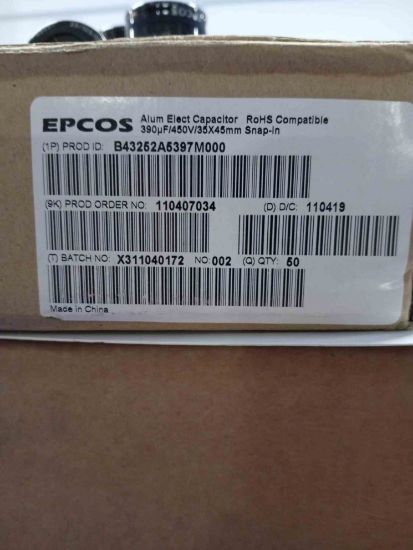 EPCOS Alum Elect Capacitor RoHS Compatible
390µF/450V/35X45mm Snap-in
(1P) PROD ID: B43252A5397M000
(9K) PROD ORDER NO: 110407034 (D) D/C: 110419
(T) BATCH NO: X311040172 NO:002 (Q) QTY: 50
Made in China